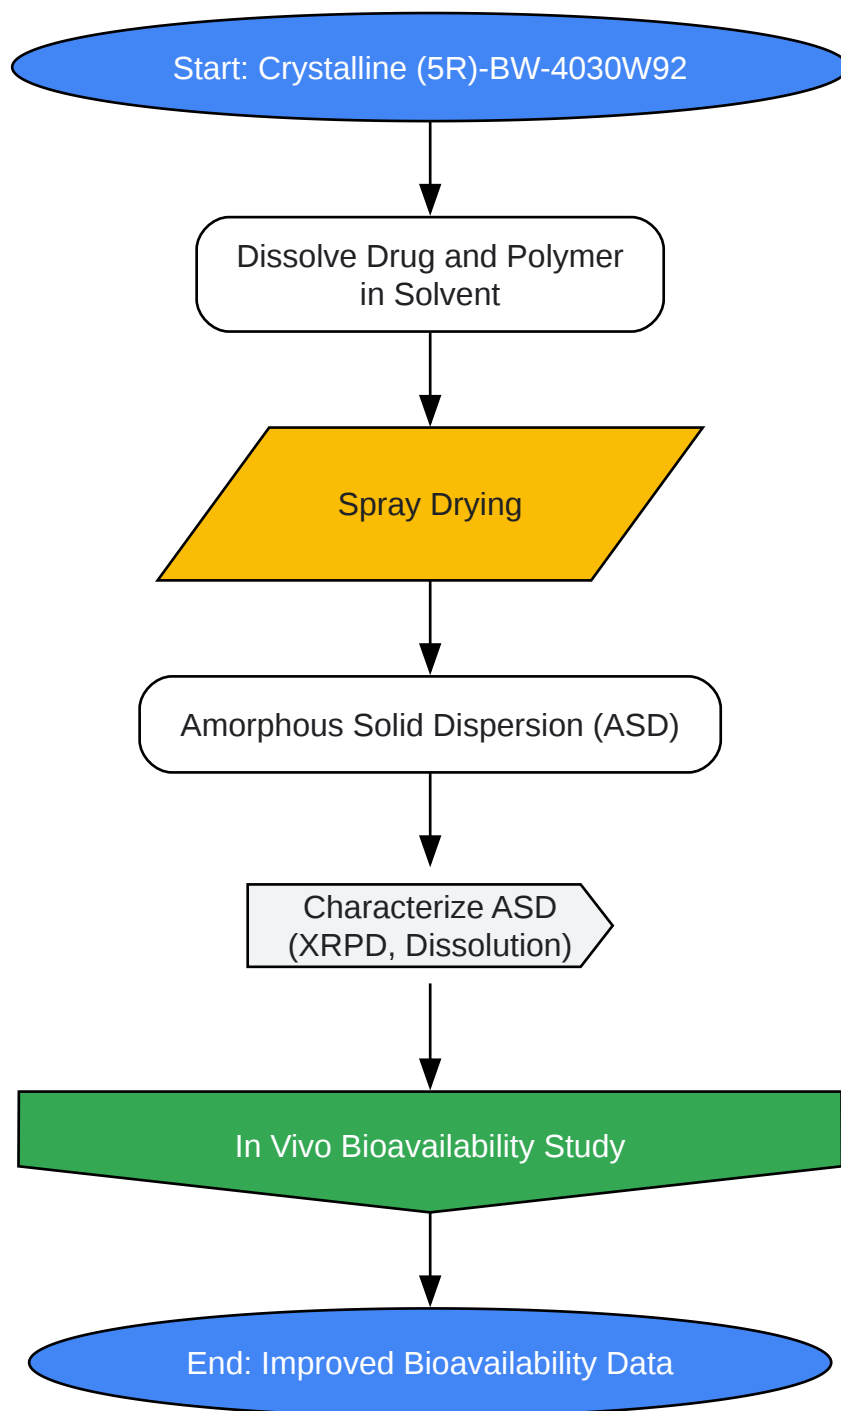 Start: Crystalline (5R)-BW-4030W92
Dissolve Drug and Polymer
in Solvent
Spray Drying
Amorphous Solid Dispersion (ASD)
Characterize ASD
(XRPD, Dissolution)
In Vivo Bioavailability Study
End: Improved Bioavailability Data